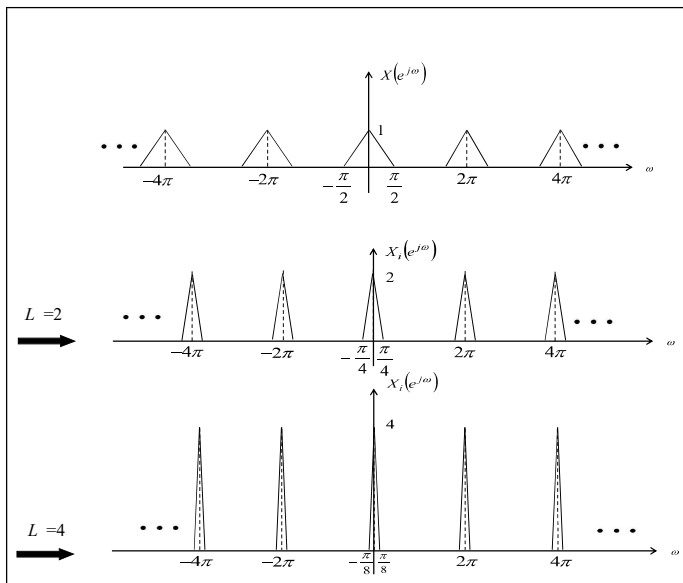 X(e^{jω})
• • •
1
• • •
−4π −2π −π/2 π/2 2π 4π ω
X_i(e^{jω})
2
L =2
• • •
• • •
−4π −2π −π/4 π/4 2π 4π ω
X_i(e^{jω})
4
L =4
• • •
• • •
−4π −2π −π/8 π/8 2π 4π ω